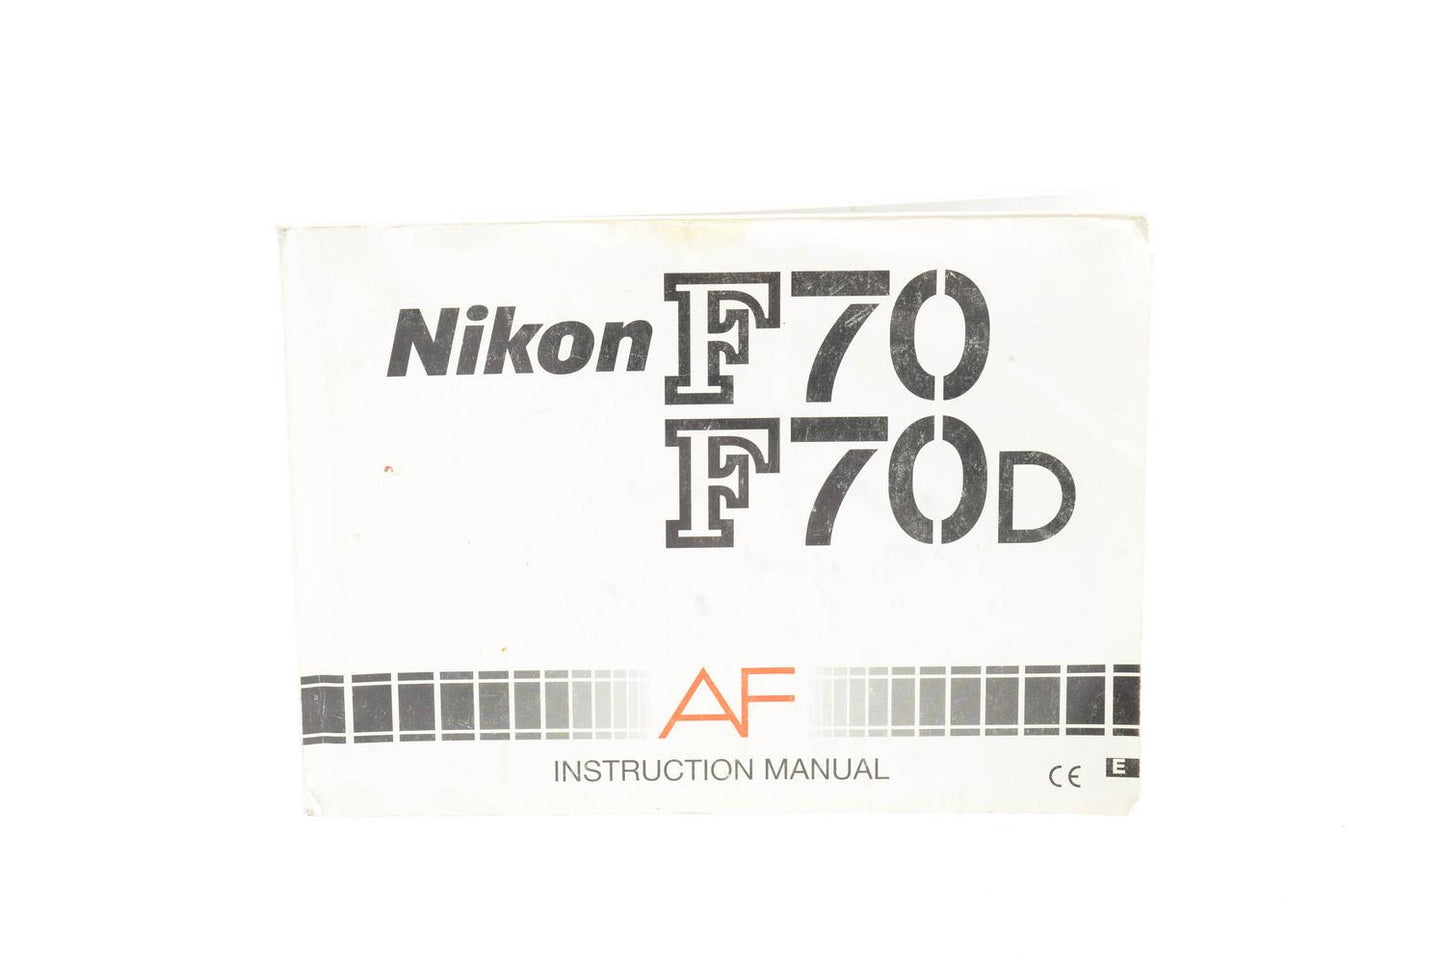 Nikon F70
F70D
AF
INSTRUCTION MANUAL
CE E